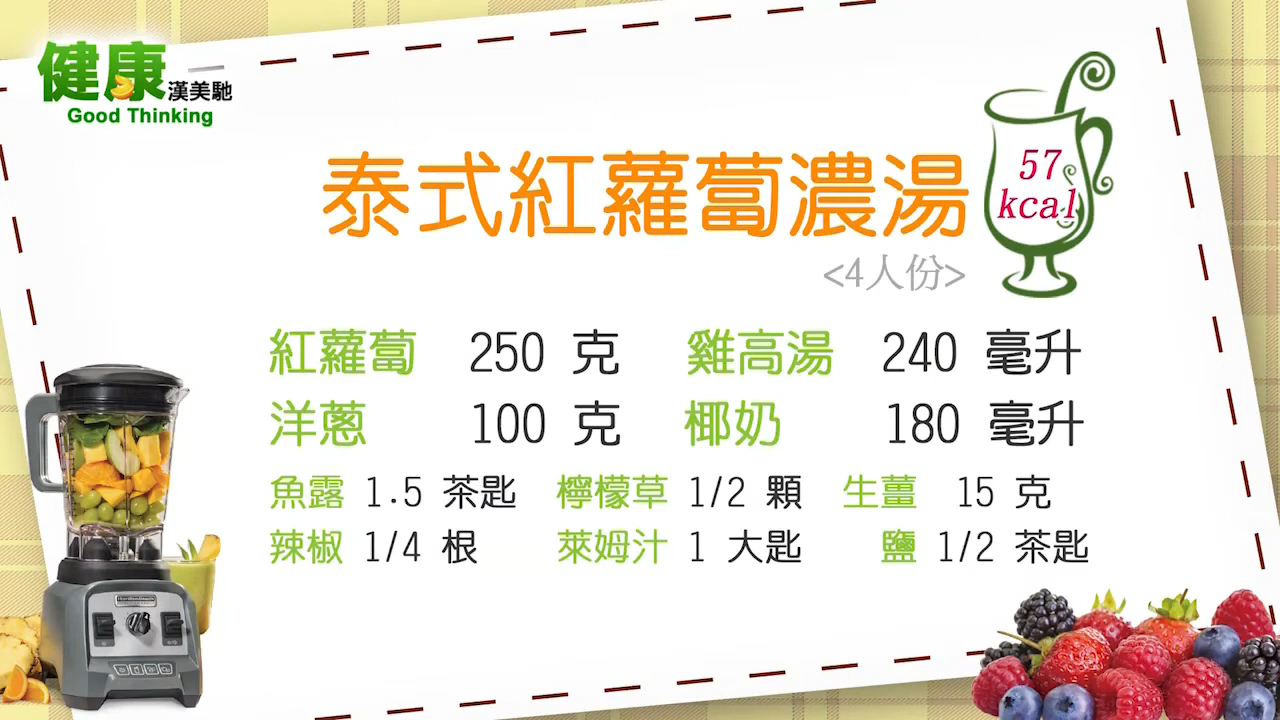 健康漢美馳
Good Thinking
泰式紅蘿蔔濃湯
57
kcal
<4人份>
紅蘿蔔 250 克 雞高湯 240 毫升
洋蔥 100 克 椰奶 180 毫升
魚露 1.5 茶匙 檸檬草 1/2 顆 生薑 15 克
辣椒 1/4 根 萊姆汁 1 大匙 鹽 1/2 茶匙